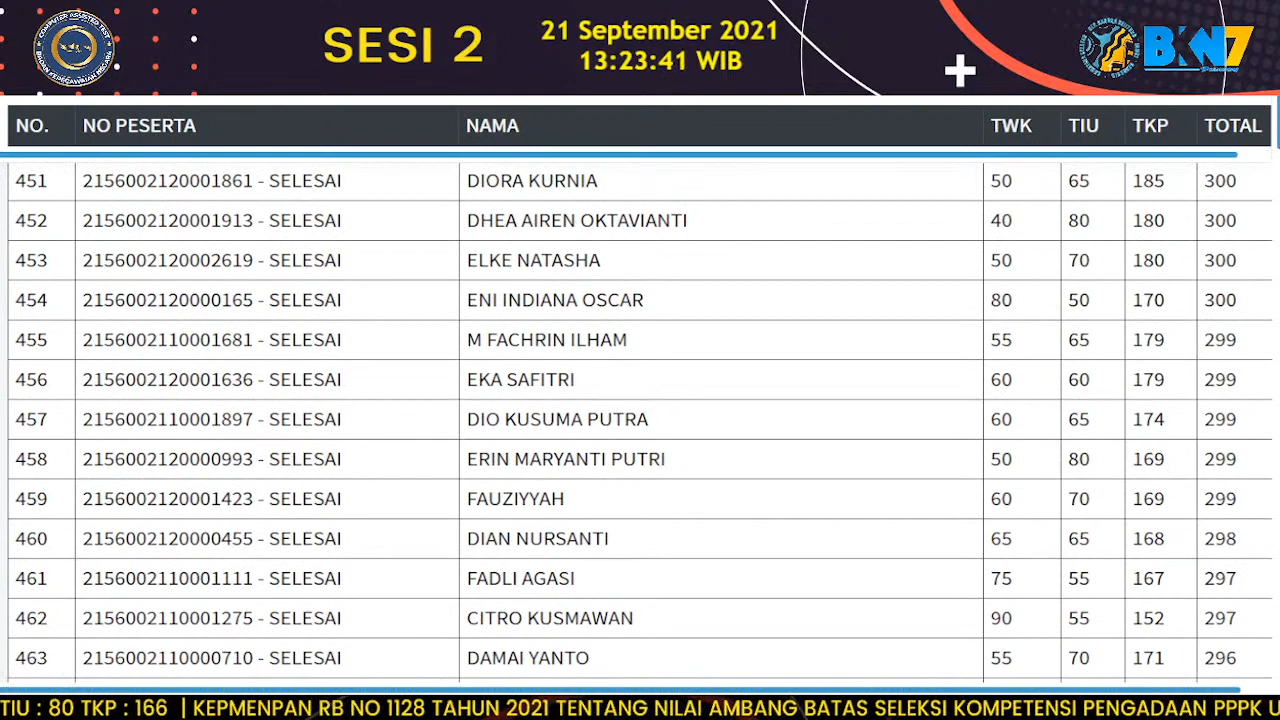 COMPUTER ASSISTED TEST
BADAN KEPEGAWAIAN NEGARA
SESI 2
21 September 2021
13:23:41 WIB
BKN7
NO. NO PESERTA NAMA TWK TIU TKP TOTAL
451 2156002120001861 - SELESAI DIORA KURNIA 50 65 185 300
452 2156002120001913 - SELESAI DHEA AIREN OKTAVIANTI 40 80 180 300
453 2156002120002619 - SELESAI ELKE NATASHA 50 70 180 300
454 2156002120000165 - SELESAI ENI INDIANA OSCAR 80 50 170 300
455 2156002110001681 - SELESAI M FACHRIN ILHAM 55 65 179 299
456 2156002120001636 - SELESAI EKA SAFITRI 60 60 179 299
457 2156002110001897 - SELESAI DIO KUSUMA PUTRA 60 65 174 299
458 2156002120000993 - SELESAI ERIN MARYANTI PUTRI 50 80 169 299
459 2156002120001423 - SELESAI FAUZIYYAH 60 70 169 299
460 2156002120000455 - SELESAI DIAN NURSANTI 65 65 168 298
461 2156002110001111 - SELESAI FADLI AGASI 75 55 167 297
462 2156002110001275 - SELESAI CITRO KUSMAWAN 90 55 152 297
463 2156002110000710 - SELESAI DAMAI YANTO 55 70 171 296
TIU : 80 TKP : 166 | KEPMENPAN RB NO 1128 TAHUN 2021 TENTANG NILAI AMBANG BATAS SELEKSI KOMPETENSI PENGADAAN PPPK U